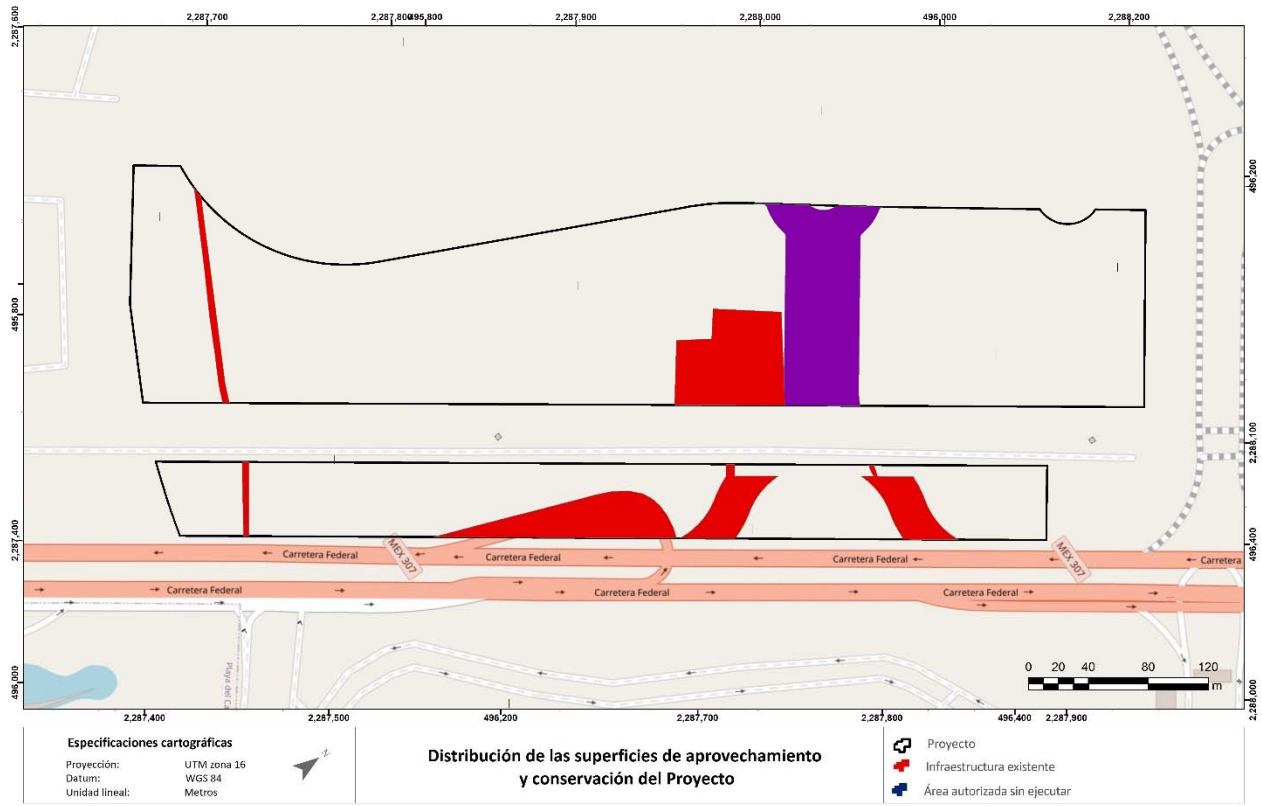 2,287,700
2,287,800
495,800
2,287,900
2,288,000
496,000
2,288,200
2,287,600
496,200
495,800
2,288,100
2,287,400
496,400
MEX 307
MEX 307
Carretera Federal
Carretera Federal
Carretera Federal
Carretera
Carretera Federal
Carretera Federal
Carretera Federal
Playa del Ca
496,000
2,288,000
0 20 40 80 120
m
2,287,400
2,287,500
496,200
2,287,700
2,287,800
496,400
2,287,900
Especificaciones cartográficas
Proyección: UTM zona 16
Datum: WGS 84
Unidad lineal: Metros
N
Distribución de las superficies de aprovechamiento
y conservación del Proyecto
Proyecto
Infraestructura existente
Área autorizada sin ejecutar